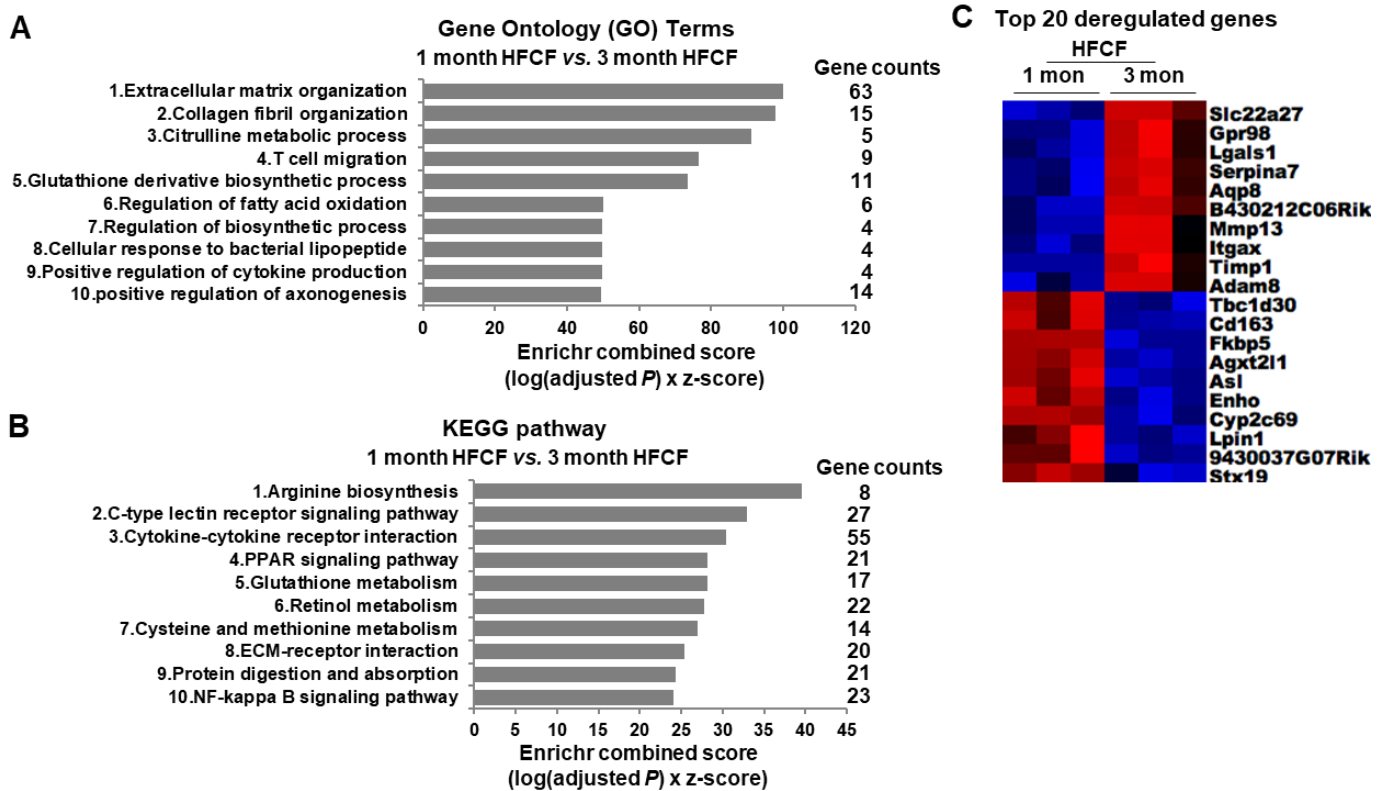 A
Gene Ontology (GO) Terms
1 month HFCF vs. 3 month HFCF
Gene counts
1.Extracellular matrix organization 63
2.Collagen fibril organization 15
3.Citrulline metabolic process 5
4.T cell migration 9
5.Glutathione derivative biosynthetic process 11
6.Regulation of fatty acid oxidation 6
7.Regulation of biosynthetic process 4
8.Cellular response to bacterial lipopeptide 4
9.Positive regulation of cytokine production 4
10.positive regulation of axonogenesis 14
0 20 40 60 80 100 120
Enrichr combined score
(log(adjusted P) x z-score)
B
KEGG pathway
1 month HFCF vs. 3 month HFCF
Gene counts
1.Arginine biosynthesis 8
2.C-type lectin receptor signaling pathway 27
3.Cytokine-cytokine receptor interaction 55
4.PPAR signaling pathway 21
5.Glutathione metabolism 17
6.Retinol metabolism 22
7.Cysteine and methionine metabolism 14
8.ECM-receptor interaction 20
9.Protein digestion and absorption 21
10.NF-kappa B signaling pathway 23
0 5 10 15 20 25 30 35 40 45
Enrichr combined score
(log(adjusted P) x z-score)
C
Top 20 deregulated genes
HFCF
1 mon 3 mon
Slc22a27
Gpr98
Lgals1
Serpina7
Aqp8
B430212C06Rik
Mmp13
Itgax
Timp1
Adam8
Tbc1d30
Cd163
Fkbp5
Agxt2l1
Asl
Enho
Cyp2c69
Lpin1
9430037G07Rik
Stx19